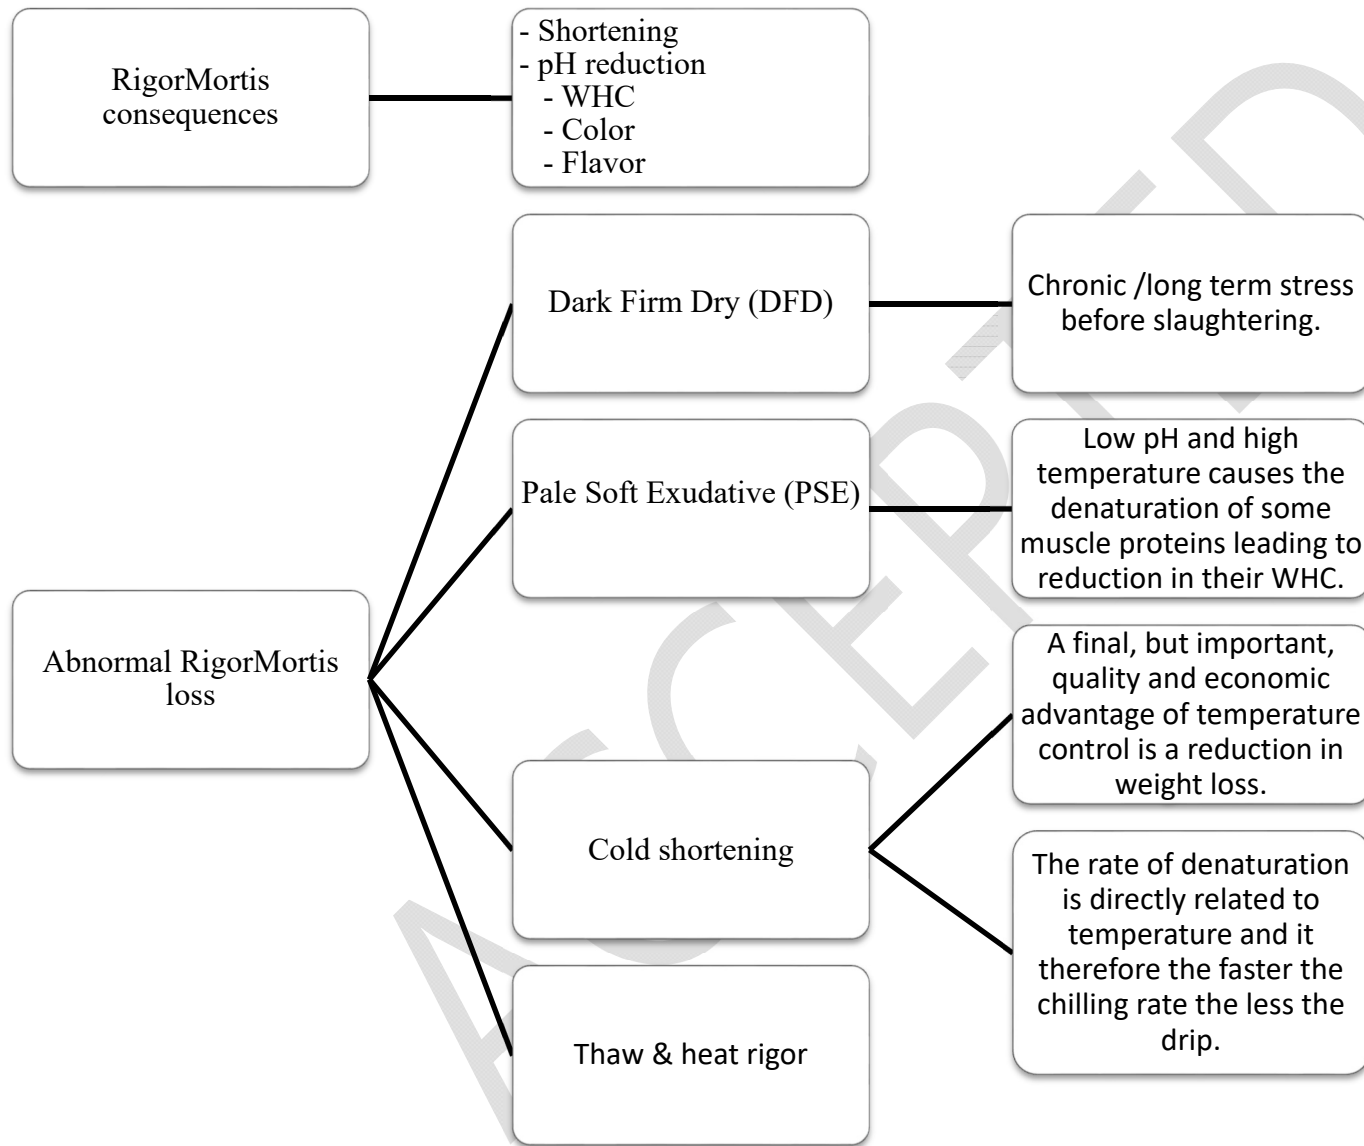 RigorMortis
consequences
- Shortening
- pH reduction
- WHC
- Color
- Flavor
Dark Firm Dry (DFD)
Chronic /long term stress
before slaughtering.
Pale Soft Exudative (PSE)
Low pH and high
temperature causes the
denaturation of some
muscle proteins leading to
reduction in their WHC.
Abnormal RigorMortis
loss
Cold shortening
A final, but important,
quality and economic
advantage of temperature
control is a reduction in
weight loss.
The rate of denaturation
is directly related to
temperature and it
therefore the faster the
chilling rate the less the
drip.
Thaw & heat rigor